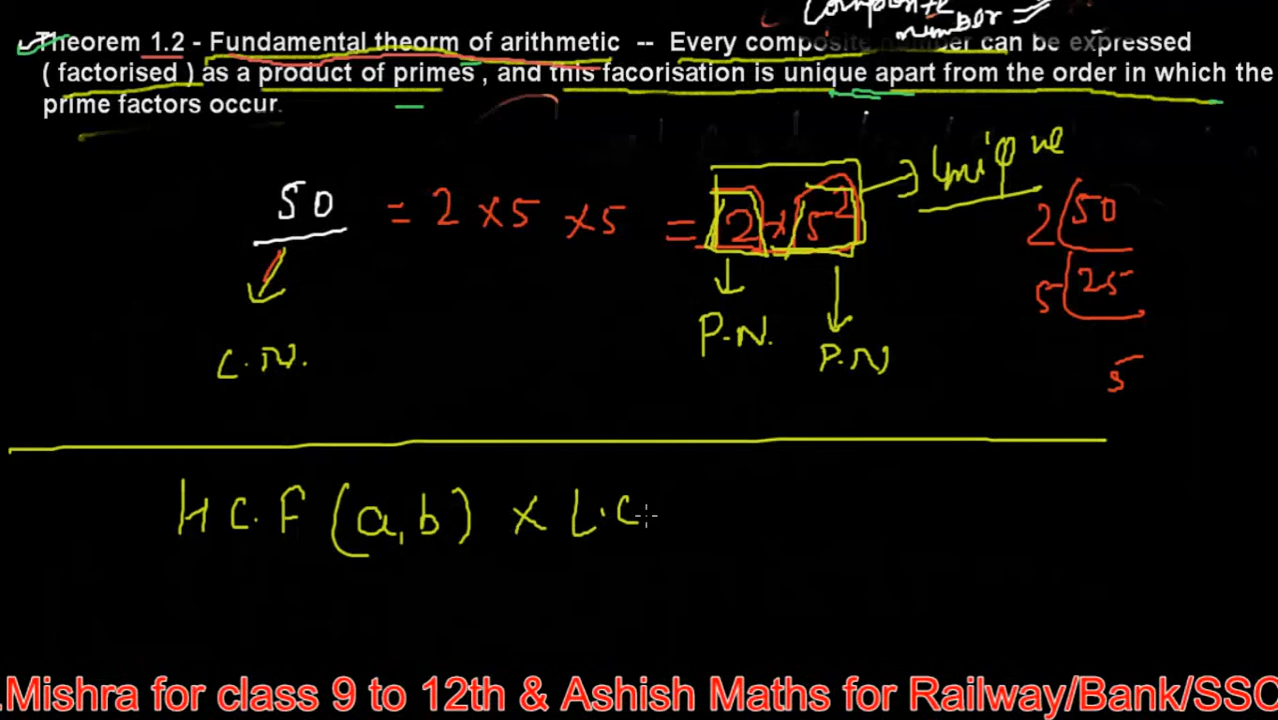 Composite
number
Theorem 1.2 - Fundamental theorm of arithmetic -- Every composite number can be expressed
( factorised ) as a product of primes , and this facorisation is unique apart from the order in which the
prime factors occur.
Unique
50 = 2 × 5 × 5 = 2 × 5² 2 50
5 25
5
C.N. P.N. P.N
H C.F (a,b) × L.C
.Mishra for class 9 to 12th & Ashish Maths for Railway/Bank/SSC